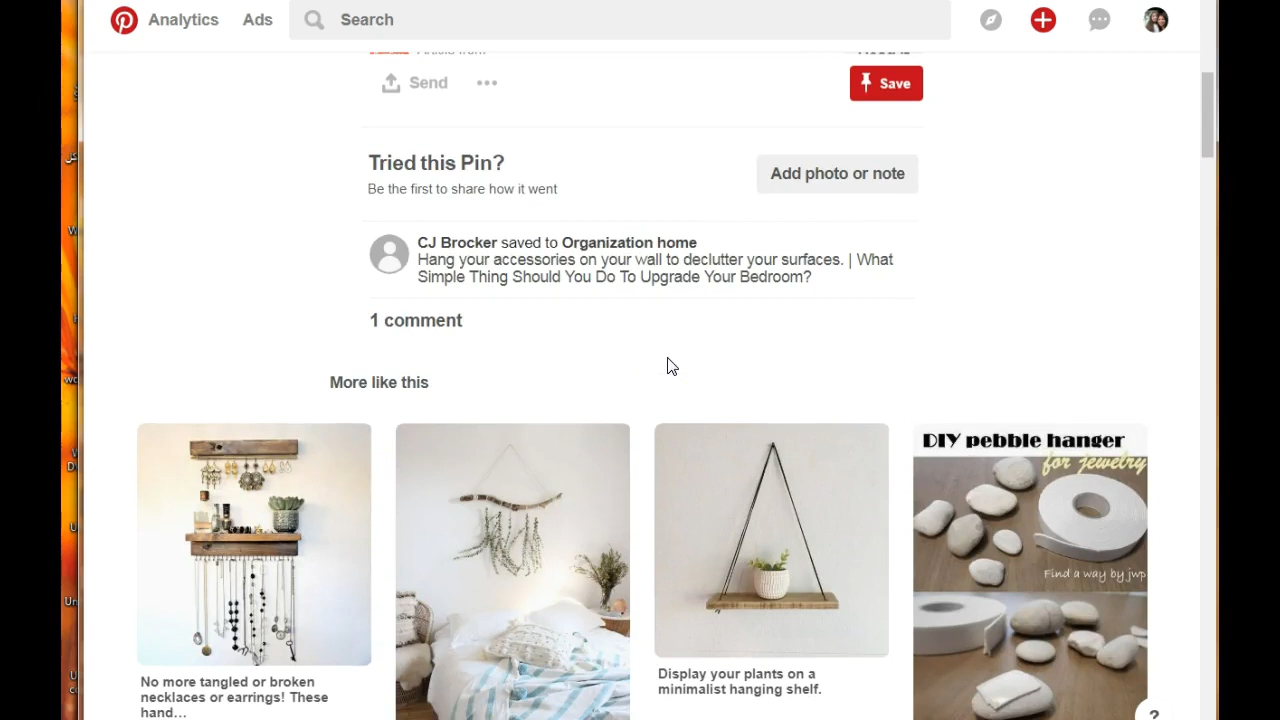 Analytics Ads Search
Send
Save
Tried this Pin?
Be the first to share how it went
Add photo or note
CJ Brocker saved to Organization home
Hang your accessories on your wall to declutter your surfaces. | What
Simple Thing Should You Do To Upgrade Your Bedroom?
1 comment
More like this
DIY pebble hanger
for jewelry
Find a way by jwp
No more tangled or broken
necklaces or earrings! These
hand...
Display your plants on a
minimalist hanging shelf.
?